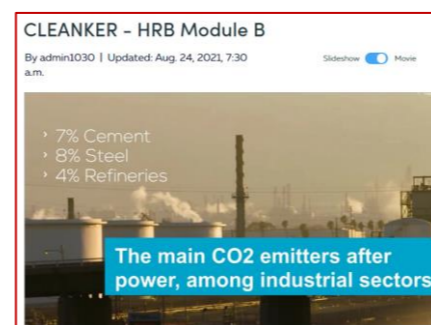 CLEANKER - HRB Module B
By admin1030 | Updated: Aug. 24, 2021, 7:30
a.m.
Slideshow Movie
› 7% Cement
› 8% Steel
› 4% Refineries
The main CO2 emitters after
power, among industrial sectors